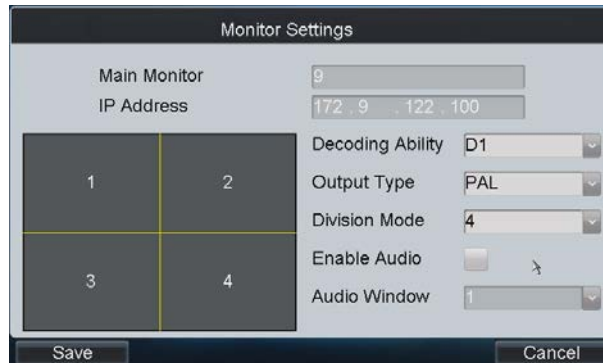 Monitor Settings
Main Monitor 9
IP Address 172 . 9 . 122 . 100
Decoding Ability D1
1 2 Output Type PAL
Division Mode 4
Enable Audio
3 4 Audio Window 1
Save Cancel